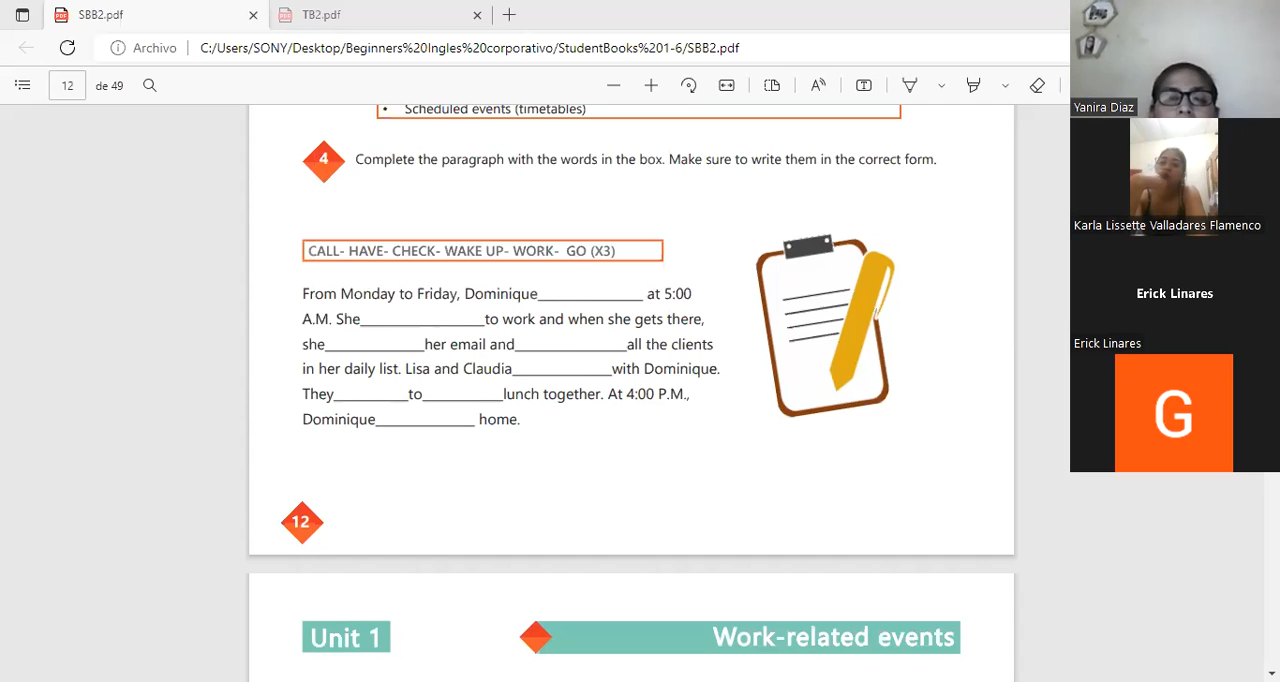 SBB2.pdf
TB2.pdf
Archivo
C:/Users/SONY/Desktop/Beginners%20Ingles%20corporativo/StudentBooks%201-6/SBB2.pdf
12
de 49
• Scheduled events (timetables)
4
Complete the paragraph with the words in the box. Make sure to write them in the correct form.
CALL- HAVE- CHECK- WAKE UP- WORK- GO (X3)
From Monday to Friday, Dominique______________ at 5:00
A.M. She________________to work and when she gets there,
she_____________her email and______________all the clients
in her daily list. Lisa and Claudia_____________with Dominique.
They_________to__________lunch together. At 4:00 P.M.,
Dominique_____________ home.
12
Unit 1
Work-related events
Yanira Diaz
Karla Lissette Valladares Flamenco
Erick Linares
Erick Linares
G